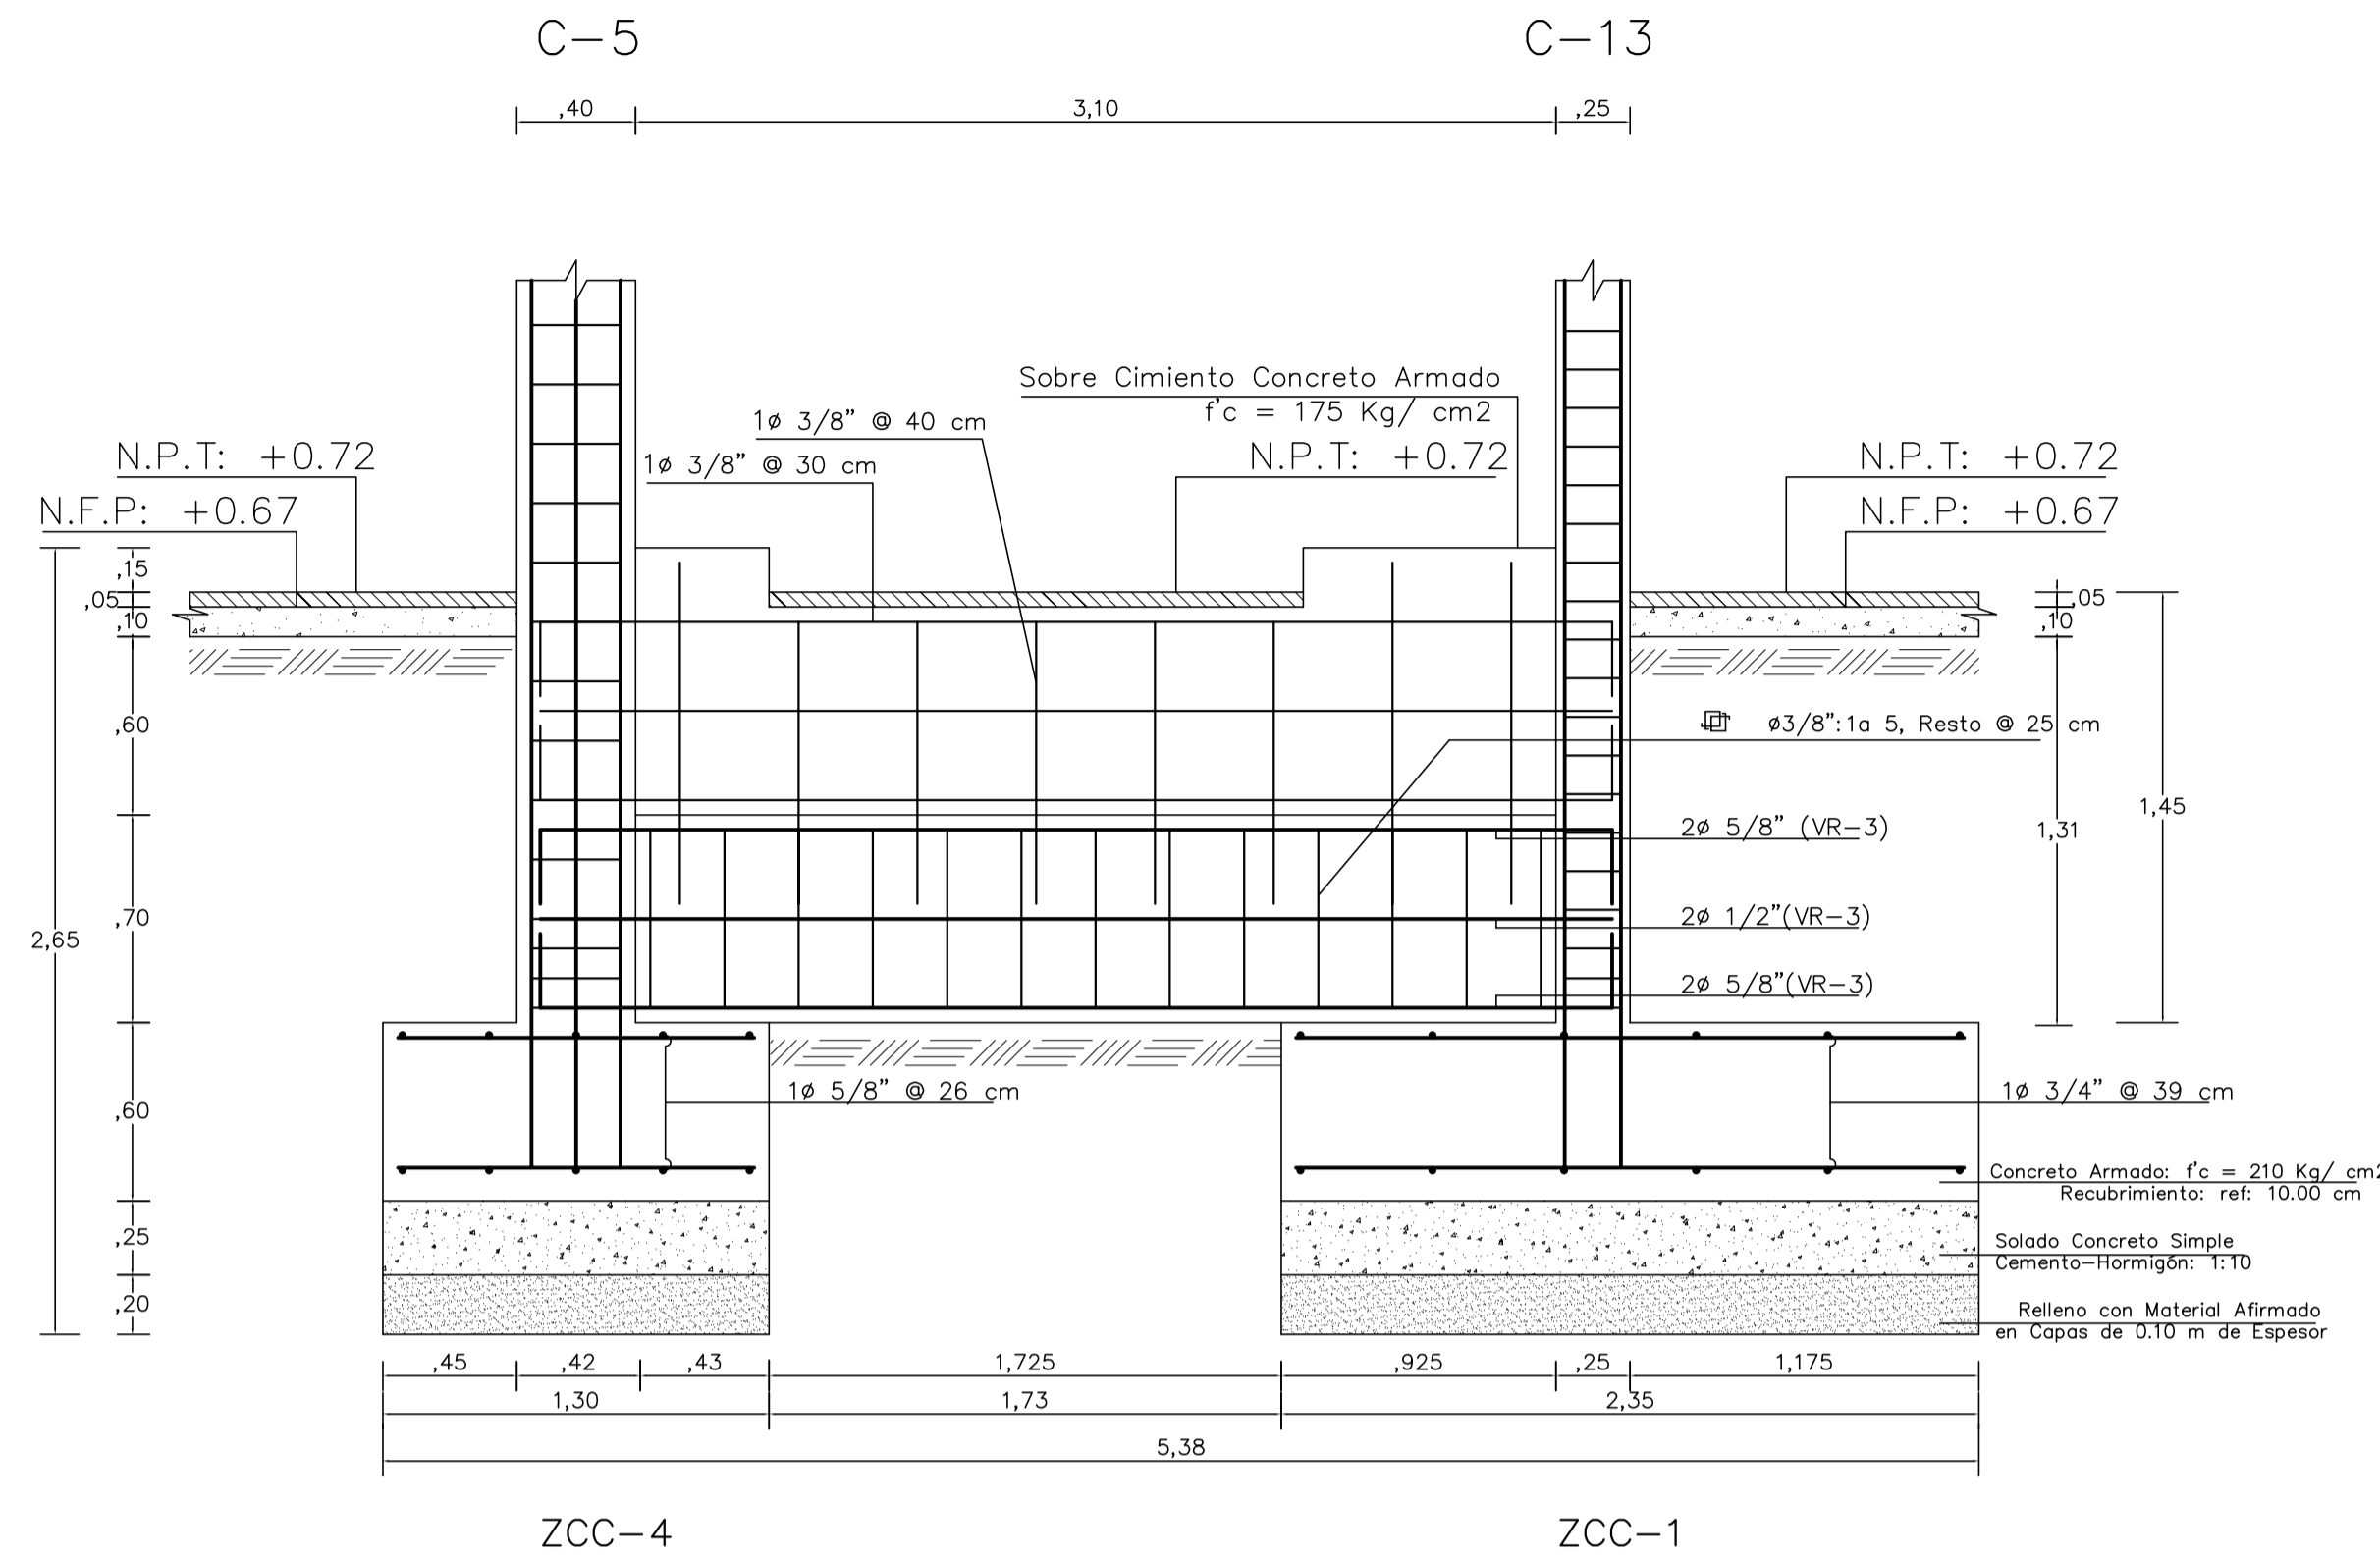 C-5
C-13
,40
3,10
,25
Sobre Cimiento Concreto Armado
f'c = 175 Kg/ cm2
1ø 3/8" @ 40 cm
1ø 3/8" @ 30 cm
N.P.T: +0.72
N.P.T: +0.72
N.P.T: +0.72
N.F.P: +0.67
N.F.P: +0.67
,15
,05
,10
,05
,10
,60
ø3/8":1a 5, Resto @ 25 cm
1,45
1,31
2ø 5/8" (VR-3)
,70
2ø 1/2"(VR-3)
2,65
2ø 5/8"(VR-3)
1ø 5/8" @ 26 cm
1ø 3/4" @ 39 cm
,60
Concreto Armado: f'c = 210 Kg/ cm2
Recubrimiento: ref: 10.00 cm
,25
Solado Concreto Simple
Cemento-Hormigón: 1:10
,20
Relleno con Material Afirmado
en Capas de 0.10 m de Espesor
,45
,42
,43
1,725
,925
,25
1,175
1,30
1,73
2,35
5,38
ZCC-4
ZCC-1